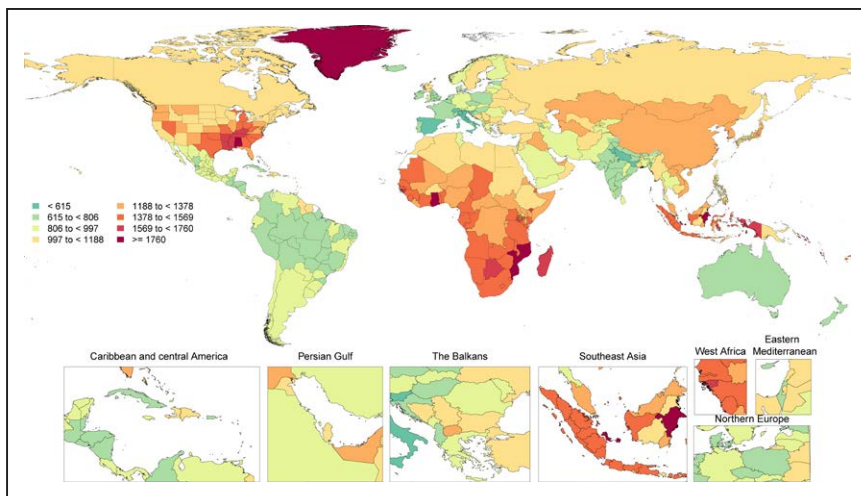 < 615
615 to < 806
806 to < 997
997 to < 1188
1188 to < 1378
1378 to < 1569
1569 to < 1760
>= 1760
Caribbean and central America
Persian Gulf
The Balkans
Southeast Asia
West Africa
Eastern
Mediterranean
Northern Europe